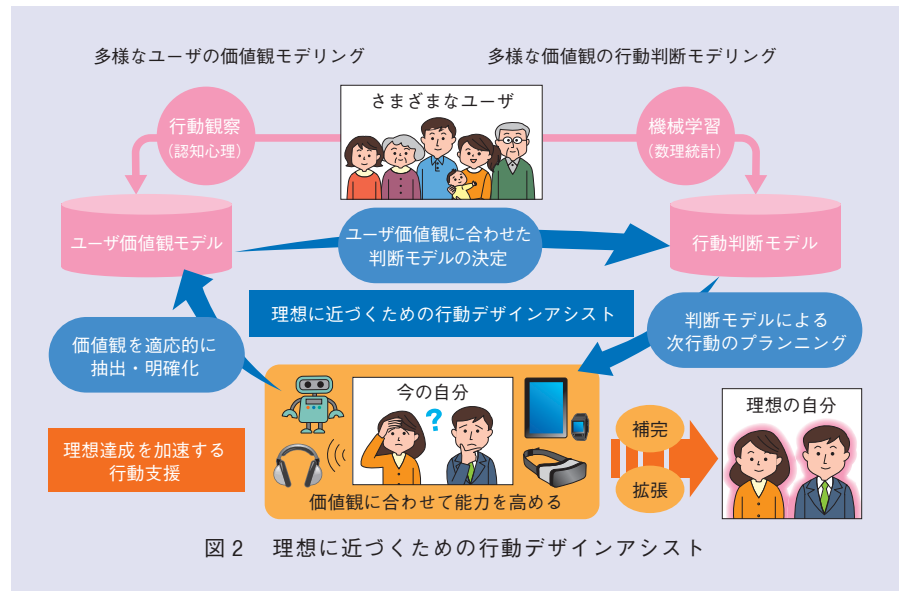 多様なユーザの価値観モデリング
多様な価値観の行動判断モデリング
さまざまなユーザ
行動観察
（認知心理）
機械学習
（数理統計）
ユーザ価値観モデル
ユーザ価値観に合わせた
判断モデルの決定
行動判断モデル
理想に近づくための行動デザインアシスト
価値観を適応的に
抽出・明確化
判断モデルによる
次行動のプランニング
今の自分
?
理想の自分
理想達成を加速する
行動支援
補完
拡張
価値観に合わせて能力を高める
図2 理想に近づくための行動デザインアシスト